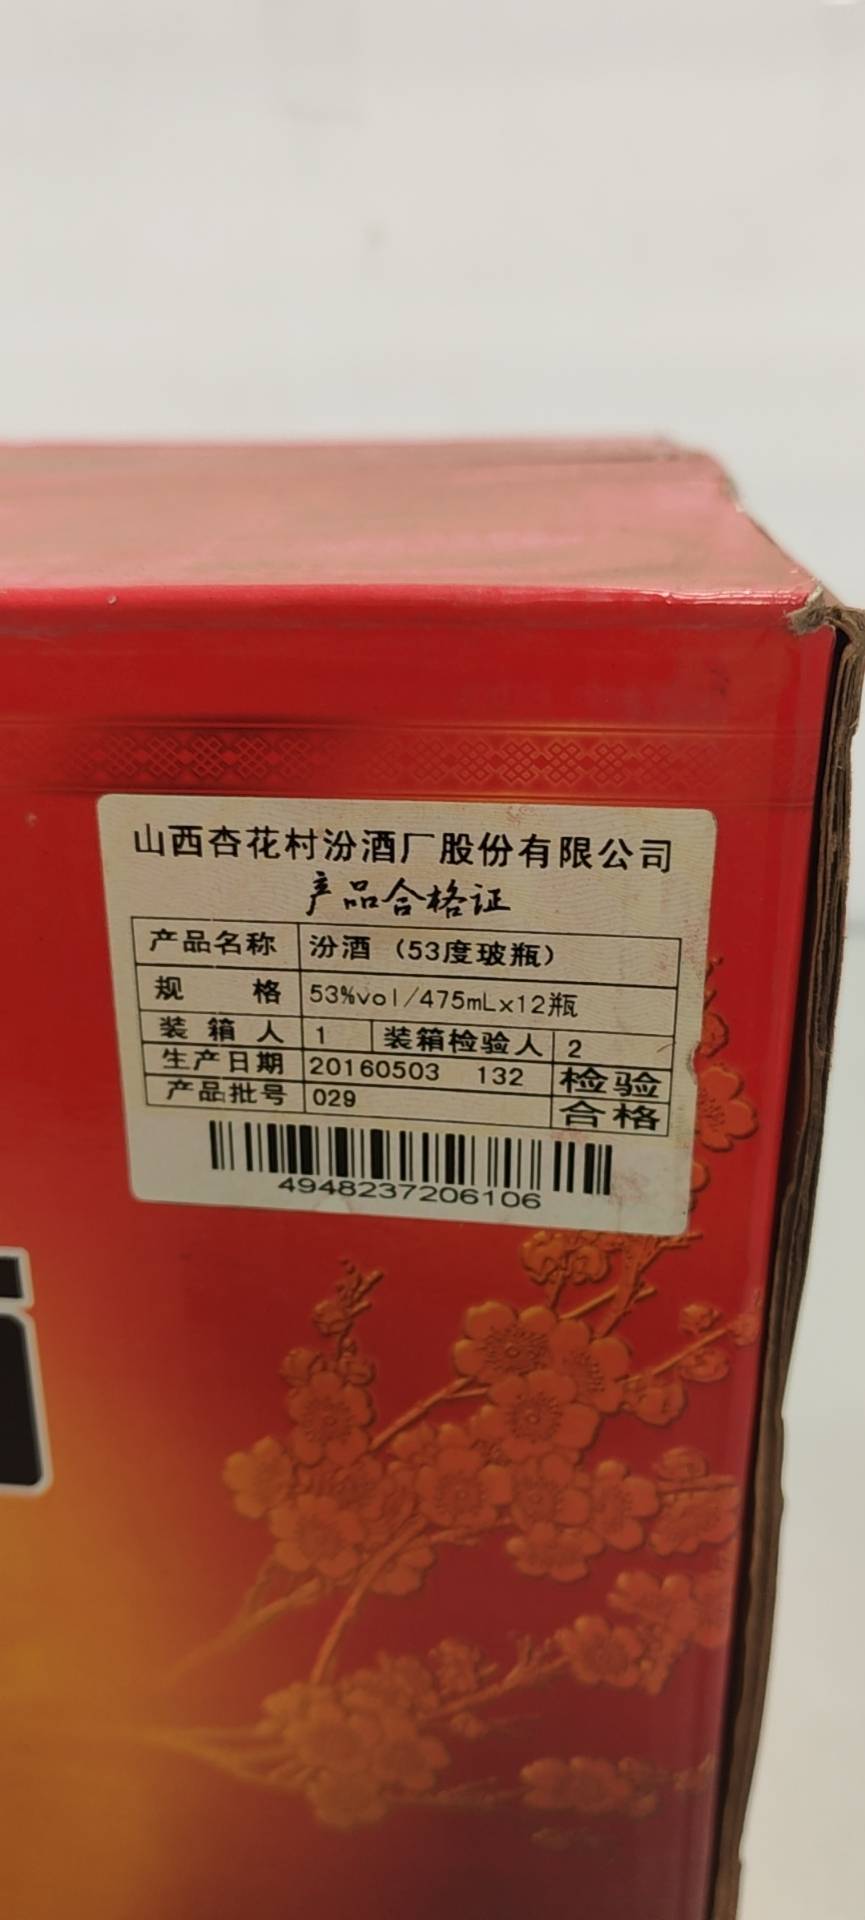 山西杏花村汾酒厂股份有限公司
产品合格证
产品名称 汾酒（53度玻瓶）
规 格 53%vol/475mLx12瓶
装箱人 1 装箱检验人 2
生产日期 20160503 132 检验
产品批号 029 合格
4948237206106